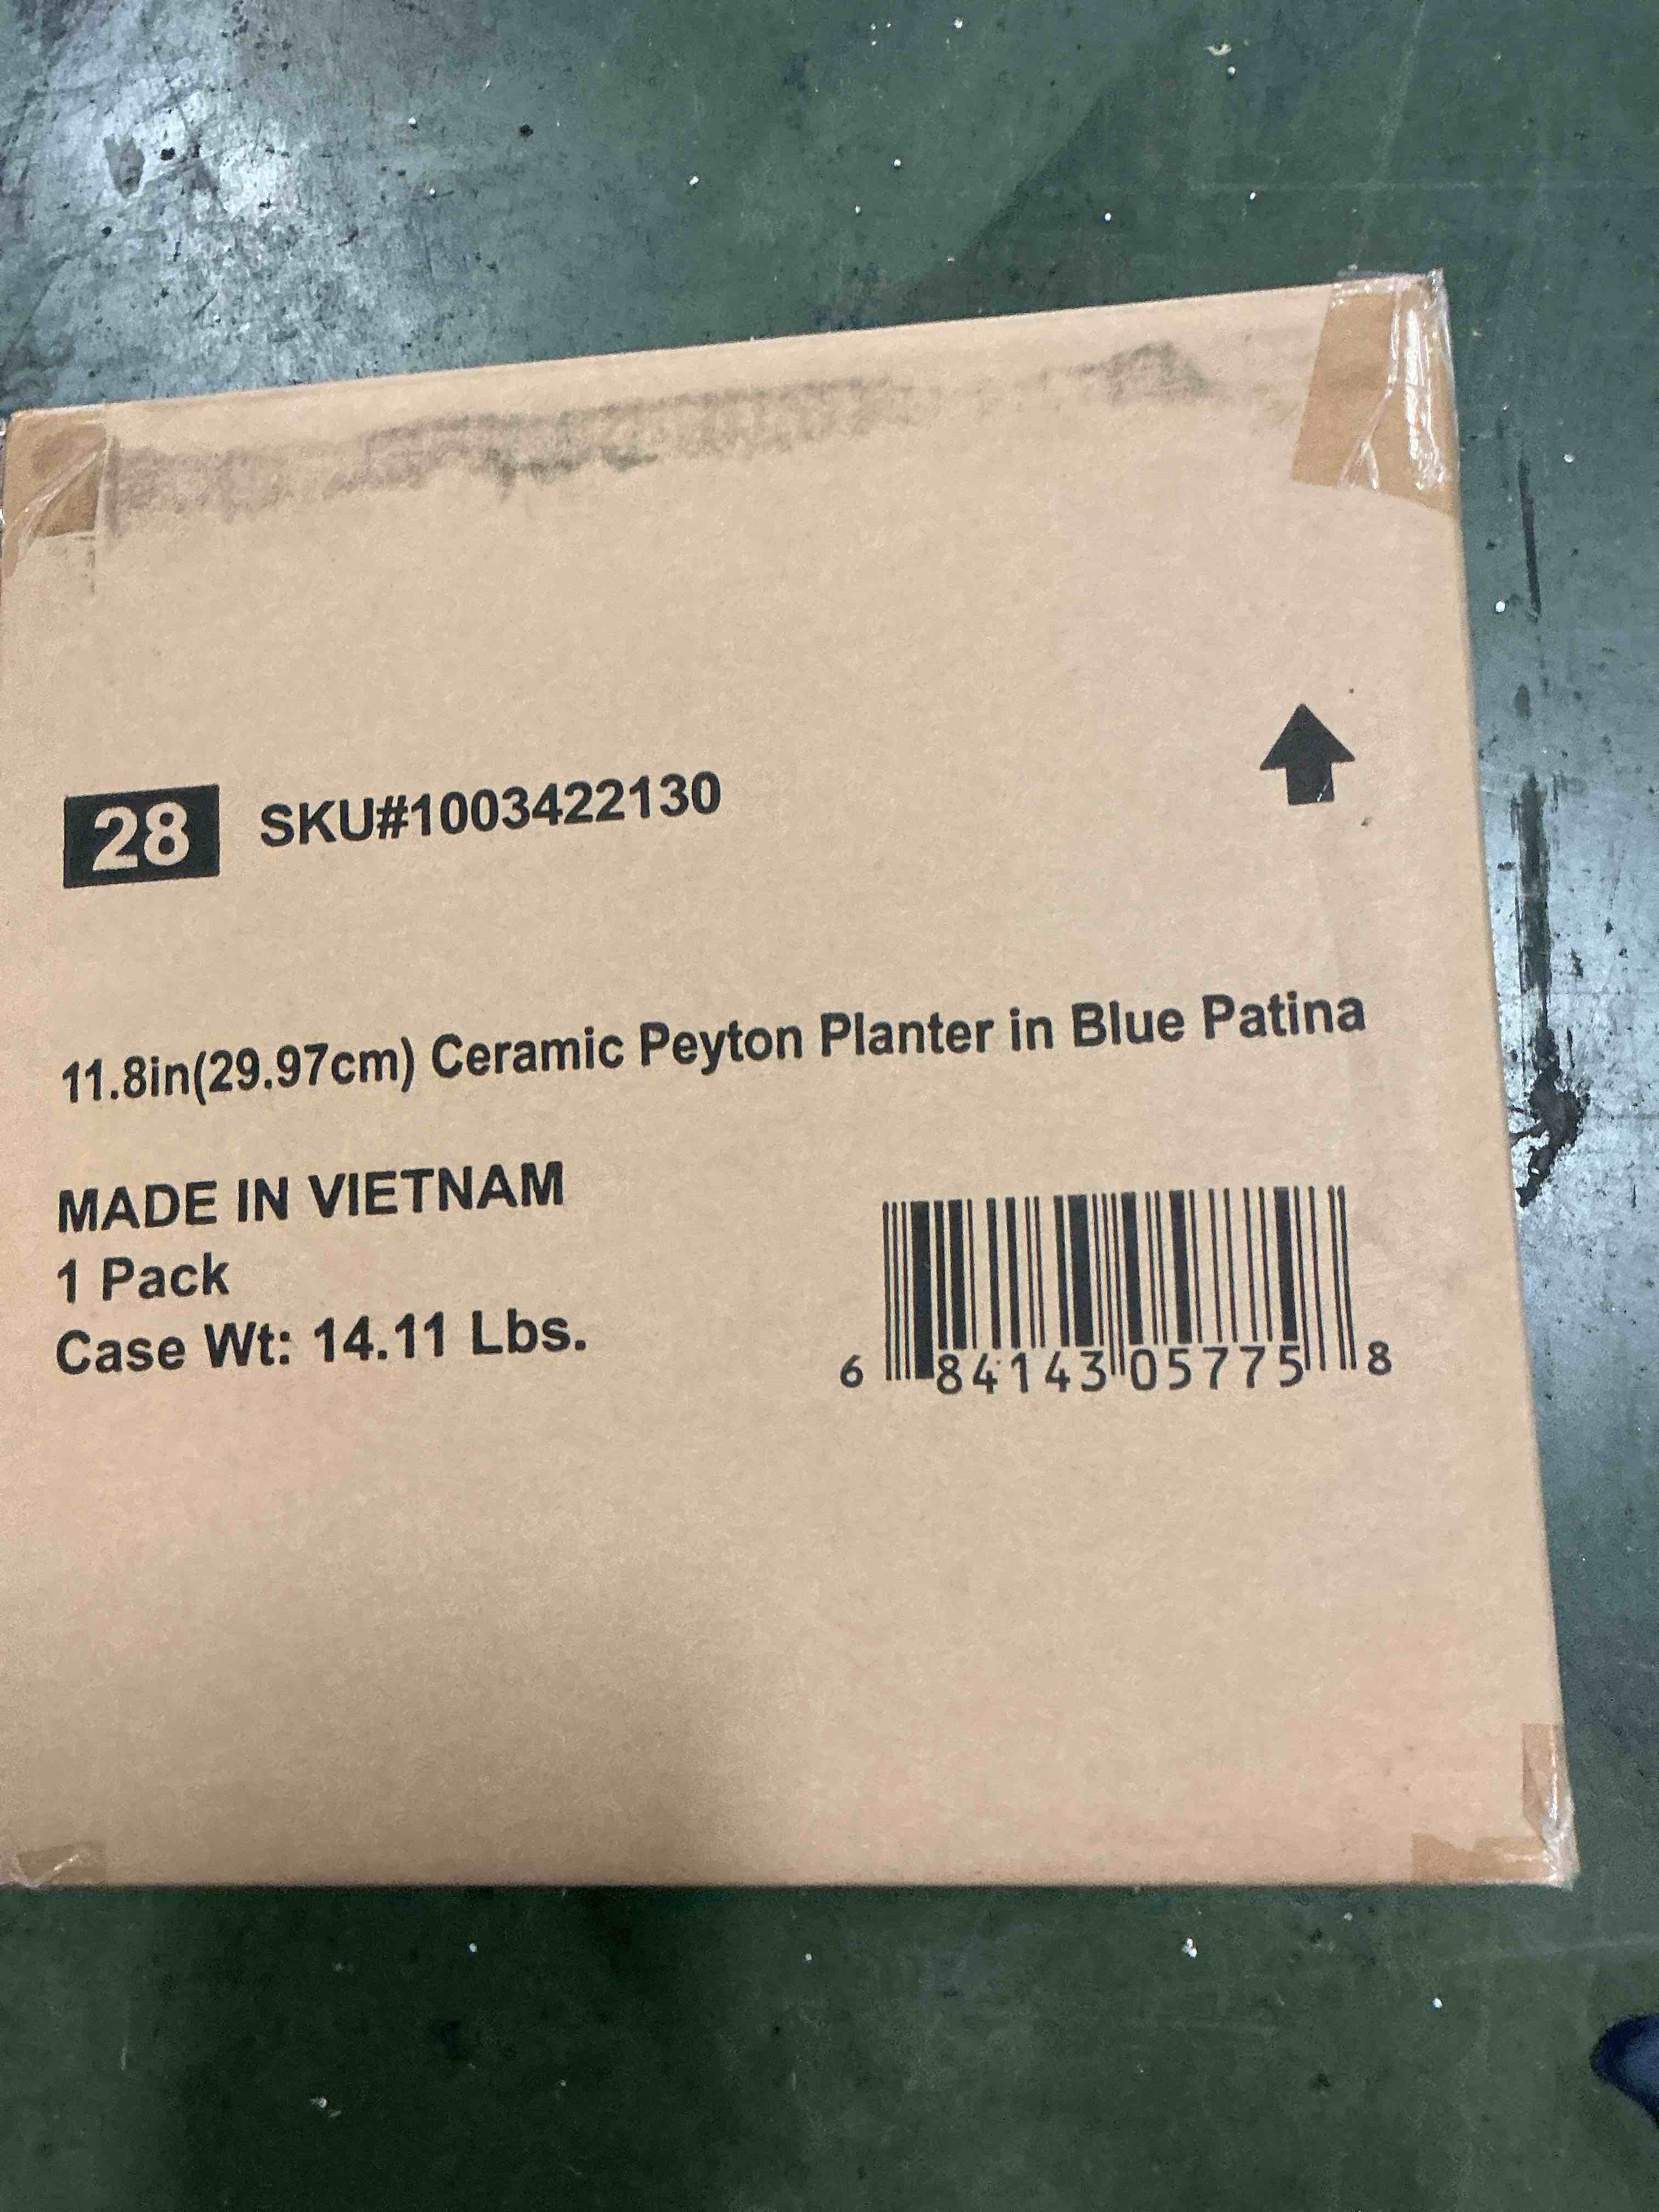 28 SKU#1003422130
11.8in(29.97cm) Ceramic Peyton Planter in Blue Patina
MADE IN VIETNAM
1 Pack
Case Wt: 14.11 Lbs.
6 84143 05775 8